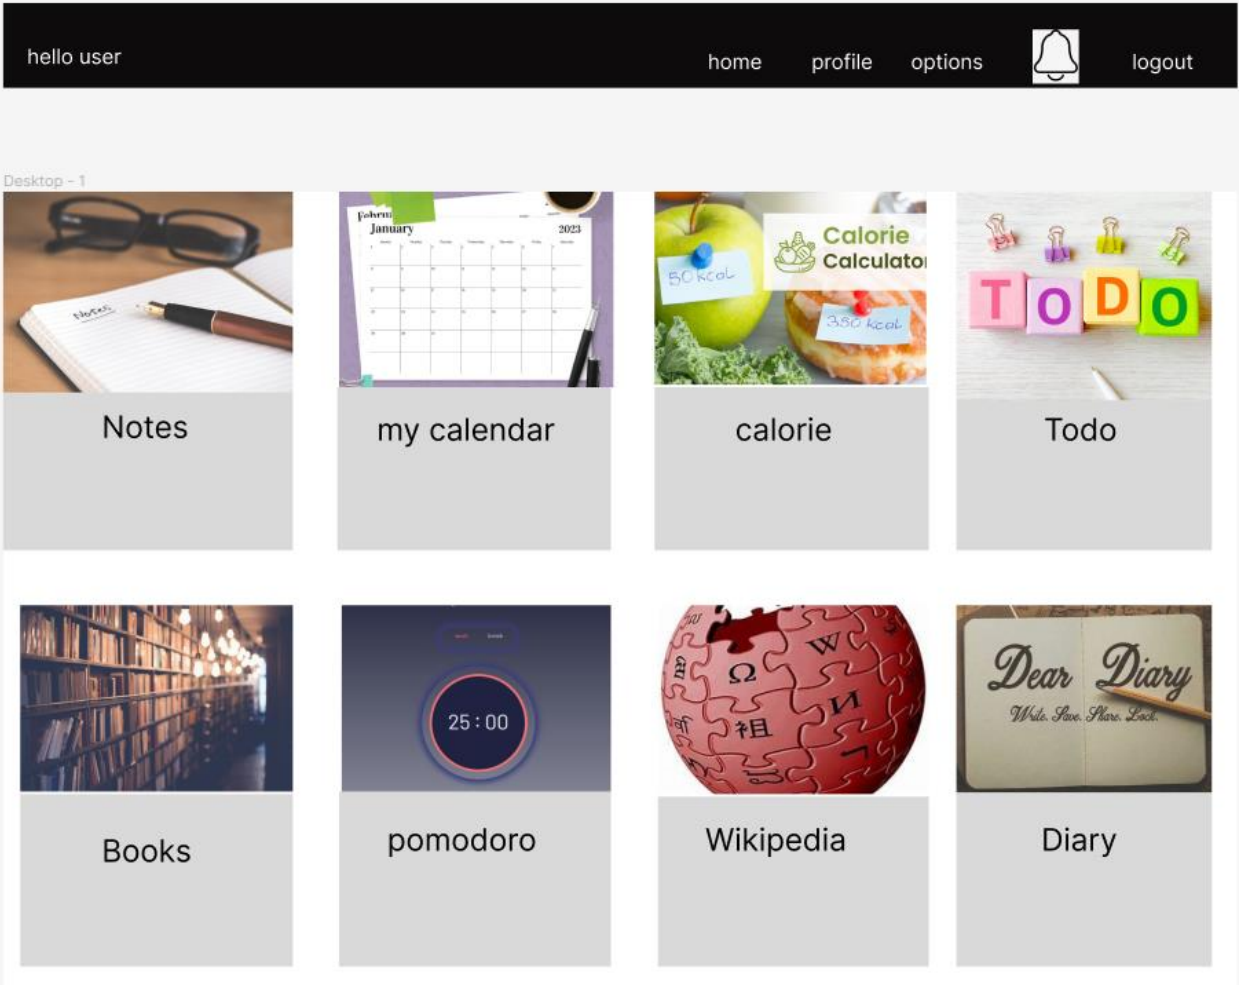 hello user
home profile options logout
Desktop - 1
Notes
January
2023
50 kcal
Calorie
Calculator
350 kcal
TODO
Notes
my calendar
calorie
Todo
25:00
Ω
W
祖
И
Dear Diary
Write. Save. Share. Lock.
Books
pomodoro
Wikipedia
Diary